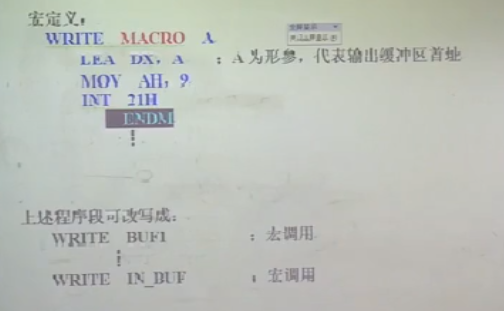 宏定义：
WRITE MACRO A
LEA DX，A ；A为形参，代表输出缓冲区首址
MOV AH，9
INT 21H
ENDM
⋮
上述程序段可改写成：
WRITE BUF1 ；宏调用
⋮
WRITE IN_BUF ；宏调用